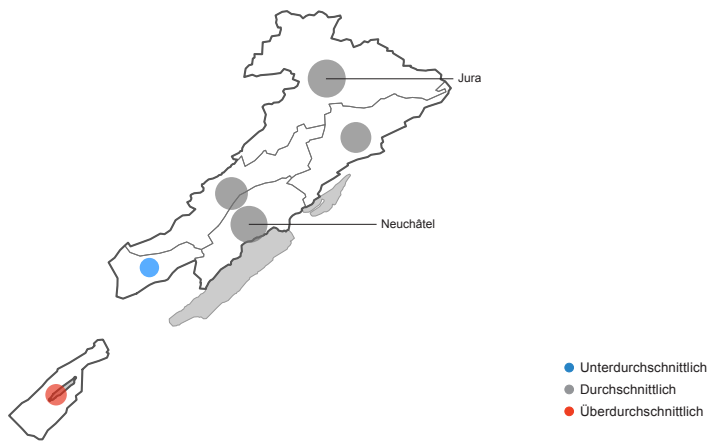 Jura
Neuchâtel
Unterdurchschnittlich
Durchschnittlich
Überdurchschnittlich